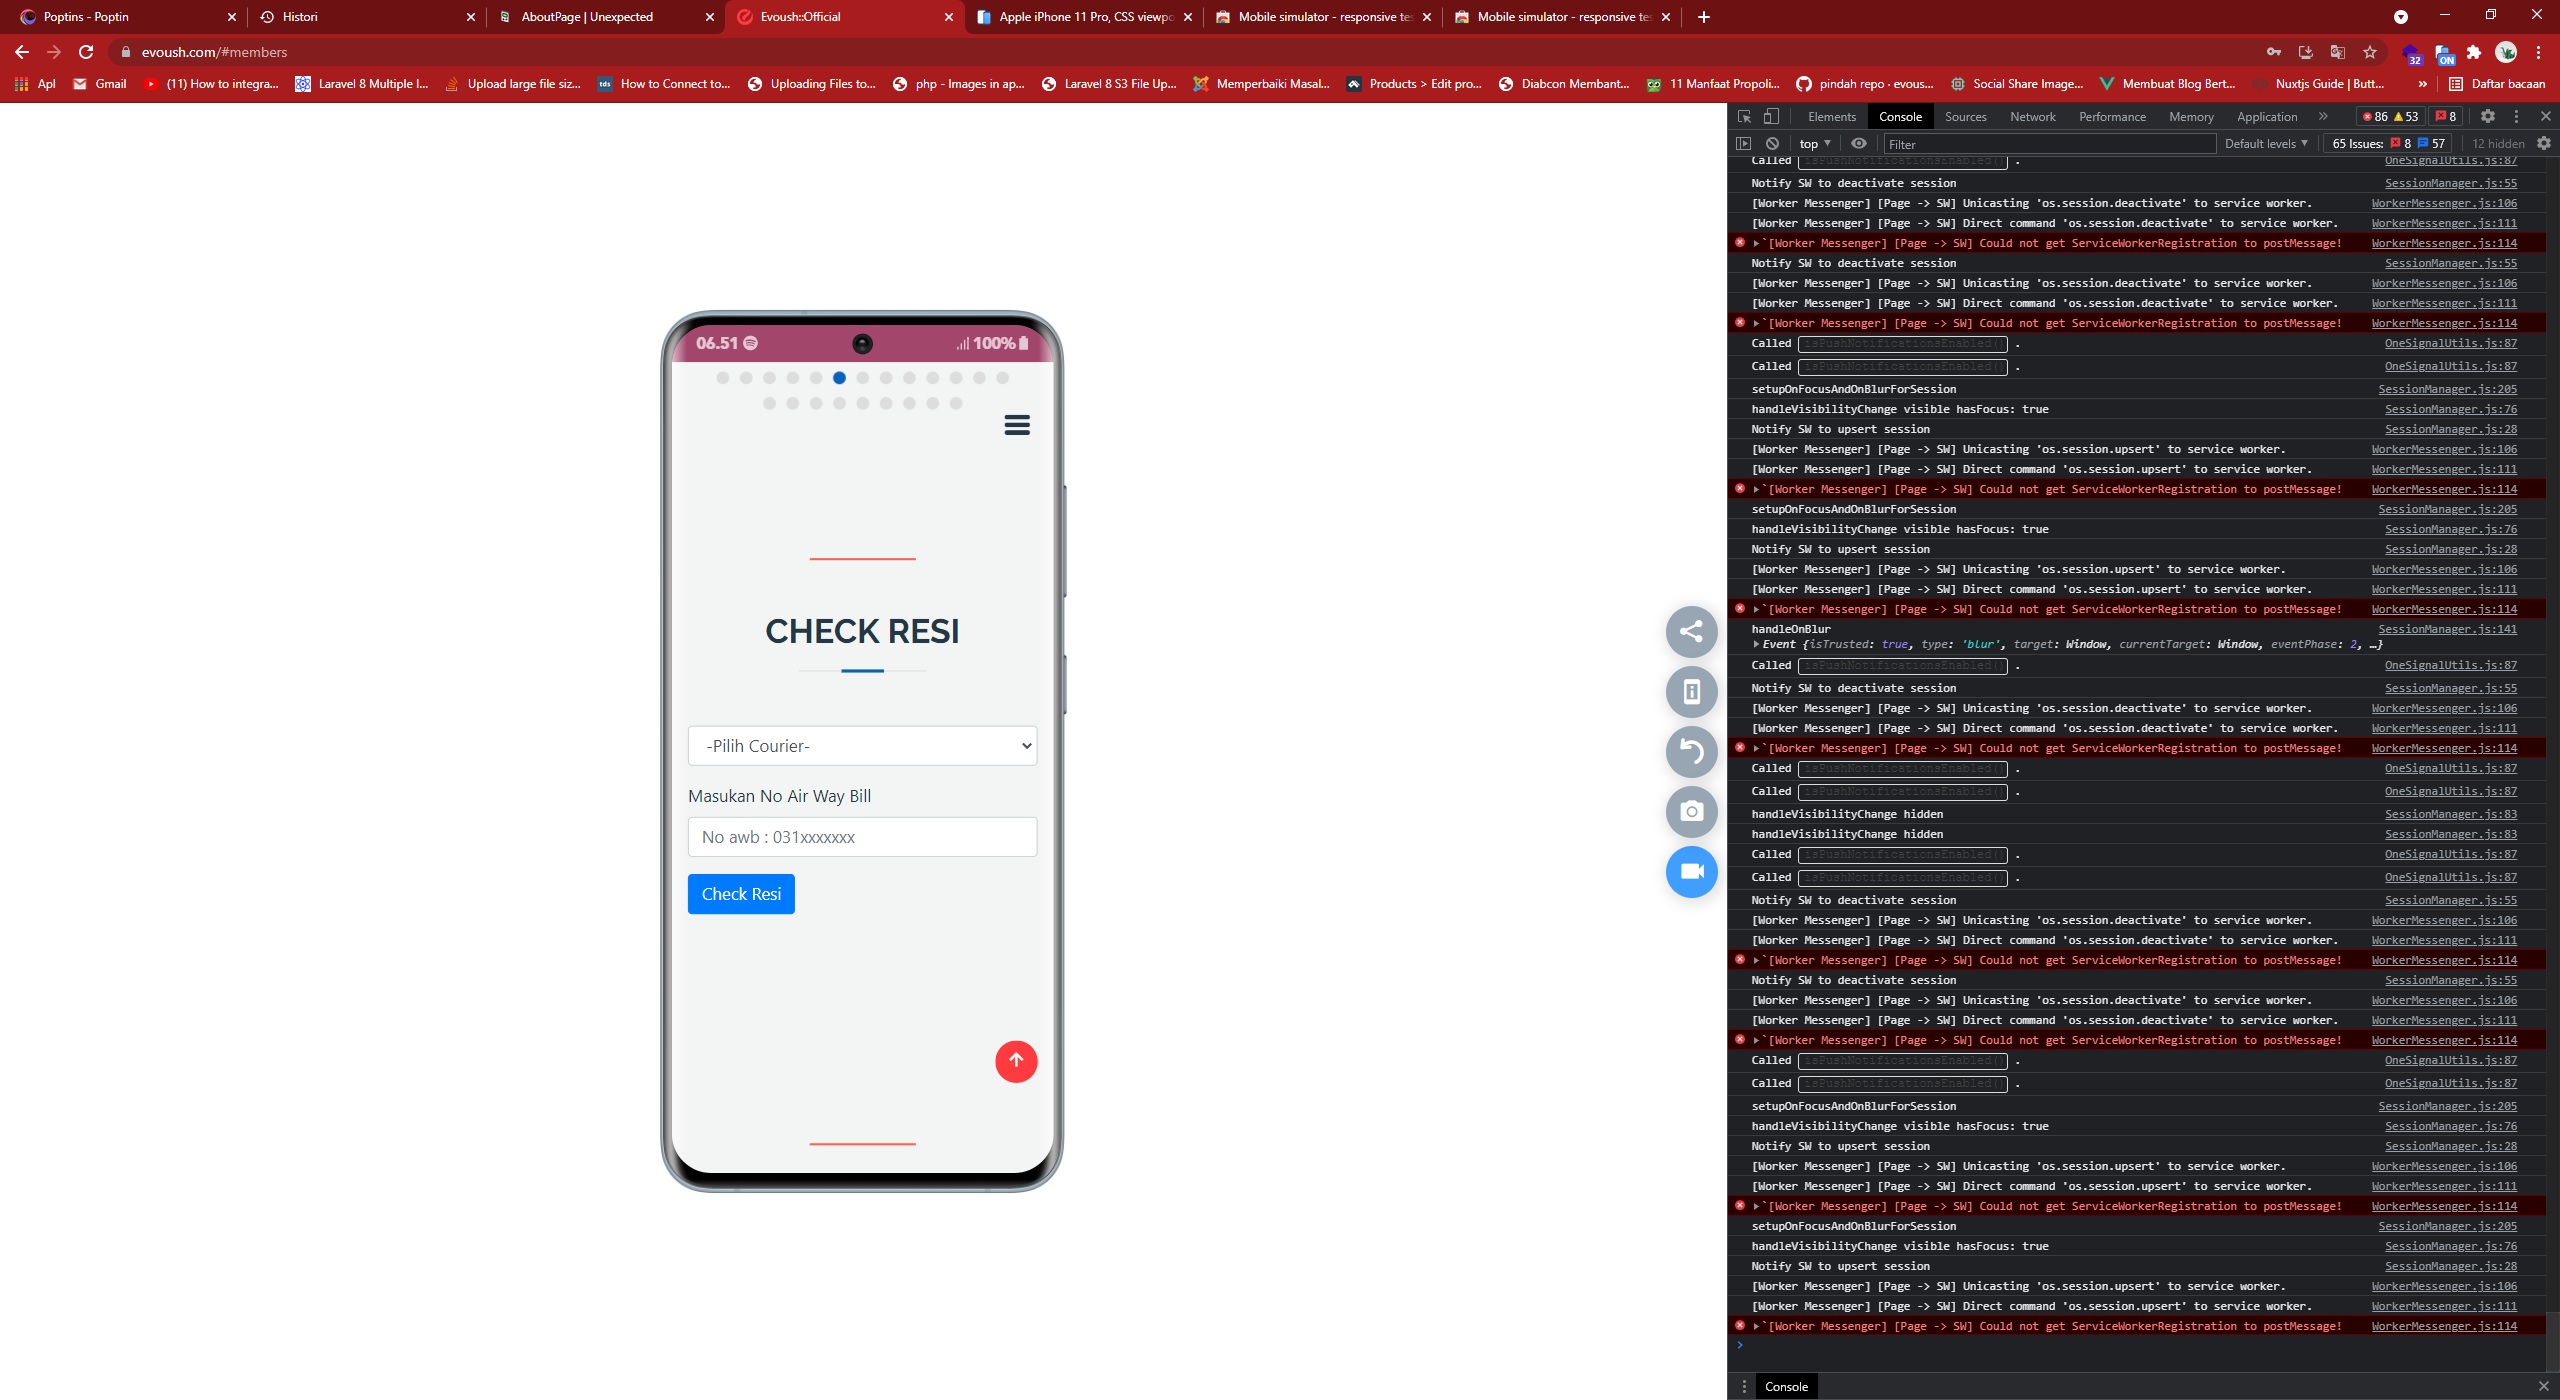 Poptins - Poptin
Histori
AboutPage | Unexpected
Evoush::Official
Apple iPhone 11 Pro, CSS viewpo
Mobile simulator - responsive tes
Mobile simulator - responsive tes
evoush.com/#members
32
ON
Apl
Gmail
(11) How to integra...
Laravel 8 Multiple I...
Upload large file siz...
tds
How to Connect to...
Uploading Files to...
php - Images in ap...
Laravel 8 S3 File Up...
Memperbaiki Masal...
Products > Edit pro...
Diabcon Membant...
11 Manfaat Propoli...
pindah repo · evous...
Social Share Image...
Membuat Blog Bert...
Nuxtjs Guide | Butt...
»
Daftar bacaan
06.51
100%
CHECK RESI
-Pilih Courier-
Masukan No Air Way Bill
No awb : 031xxxxxxx
Check Resi
Elements Console Sources Network Performance Memory Application » 86 53 8
top Filter Default levels 65 Issues: 8 57 12 hidden
Called isPushNotificationsEnabled() . OneSignalUtils.js:87
Notify SW to deactivate session SessionManager.js:55
[Worker Messenger] [Page -> SW] Unicasting 'os.session.deactivate' to service worker. WorkerMessenger.js:106
[Worker Messenger] [Page -> SW] Direct command 'os.session.deactivate' to service worker. WorkerMessenger.js:111
`[Worker Messenger] [Page -> SW] Could not get ServiceWorkerRegistration to postMessage! WorkerMessenger.js:114
Notify SW to deactivate session SessionManager.js:55
[Worker Messenger] [Page -> SW] Unicasting 'os.session.deactivate' to service worker. WorkerMessenger.js:106
[Worker Messenger] [Page -> SW] Direct command 'os.session.deactivate' to service worker. WorkerMessenger.js:111
`[Worker Messenger] [Page -> SW] Could not get ServiceWorkerRegistration to postMessage! WorkerMessenger.js:114
Called isPushNotificationsEnabled() . OneSignalUtils.js:87
Called isPushNotificationsEnabled() . OneSignalUtils.js:87
setupOnFocusAndOnBlurForSession SessionManager.js:205
handleVisibilityChange visible hasFocus: true SessionManager.js:76
Notify SW to upsert session SessionManager.js:28
[Worker Messenger] [Page -> SW] Unicasting 'os.session.upsert' to service worker. WorkerMessenger.js:106
[Worker Messenger] [Page -> SW] Direct command 'os.session.upsert' to service worker. WorkerMessenger.js:111
`[Worker Messenger] [Page -> SW] Could not get ServiceWorkerRegistration to postMessage! WorkerMessenger.js:114
setupOnFocusAndOnBlurForSession SessionManager.js:205
handleVisibilityChange visible hasFocus: true SessionManager.js:76
Notify SW to upsert session SessionManager.js:28
[Worker Messenger] [Page -> SW] Unicasting 'os.session.upsert' to service worker. WorkerMessenger.js:106
[Worker Messenger] [Page -> SW] Direct command 'os.session.upsert' to service worker. WorkerMessenger.js:111
`[Worker Messenger] [Page -> SW] Could not get ServiceWorkerRegistration to postMessage! WorkerMessenger.js:114
handleOnBlur SessionManager.js:141
Event {isTrusted: true, type: 'blur', target: Window, currentTarget: Window, eventPhase: 2, …}
Called isPushNotificationsEnabled() . OneSignalUtils.js:87
Notify SW to deactivate session SessionManager.js:55
[Worker Messenger] [Page -> SW] Unicasting 'os.session.deactivate' to service worker. WorkerMessenger.js:106
[Worker Messenger] [Page -> SW] Direct command 'os.session.deactivate' to service worker. WorkerMessenger.js:111
`[Worker Messenger] [Page -> SW] Could not get ServiceWorkerRegistration to postMessage! WorkerMessenger.js:114
Called isPushNotificationsEnabled() . OneSignalUtils.js:87
Called isPushNotificationsEnabled() . OneSignalUtils.js:87
handleVisibilityChange hidden SessionManager.js:83
handleVisibilityChange hidden SessionManager.js:83
Called isPushNotificationsEnabled() . OneSignalUtils.js:87
Called isPushNotificationsEnabled() . OneSignalUtils.js:87
Notify SW to deactivate session SessionManager.js:55
[Worker Messenger] [Page -> SW] Unicasting 'os.session.deactivate' to service worker. WorkerMessenger.js:106
[Worker Messenger] [Page -> SW] Direct command 'os.session.deactivate' to service worker. WorkerMessenger.js:111
`[Worker Messenger] [Page -> SW] Could not get ServiceWorkerRegistration to postMessage! WorkerMessenger.js:114
Notify SW to deactivate session SessionManager.js:55
[Worker Messenger] [Page -> SW] Unicasting 'os.session.deactivate' to service worker. WorkerMessenger.js:106
[Worker Messenger] [Page -> SW] Direct command 'os.session.deactivate' to service worker. WorkerMessenger.js:111
`[Worker Messenger] [Page -> SW] Could not get ServiceWorkerRegistration to postMessage! WorkerMessenger.js:114
Called isPushNotificationsEnabled() . OneSignalUtils.js:87
Called isPushNotificationsEnabled() . OneSignalUtils.js:87
setupOnFocusAndOnBlurForSession SessionManager.js:205
handleVisibilityChange visible hasFocus: true SessionManager.js:76
Notify SW to upsert session SessionManager.js:28
[Worker Messenger] [Page -> SW] Unicasting 'os.session.upsert' to service worker. WorkerMessenger.js:106
[Worker Messenger] [Page -> SW] Direct command 'os.session.upsert' to service worker. WorkerMessenger.js:111
`[Worker Messenger] [Page -> SW] Could not get ServiceWorkerRegistration to postMessage! WorkerMessenger.js:114
setupOnFocusAndOnBlurForSession SessionManager.js:205
handleVisibilityChange visible hasFocus: true SessionManager.js:76
Notify SW to upsert session SessionManager.js:28
[Worker Messenger] [Page -> SW] Unicasting 'os.session.upsert' to service worker. WorkerMessenger.js:106
[Worker Messenger] [Page -> SW] Direct command 'os.session.upsert' to service worker. WorkerMessenger.js:111
`[Worker Messenger] [Page -> SW] Could not get ServiceWorkerRegistration to postMessage! WorkerMessenger.js:114
Console